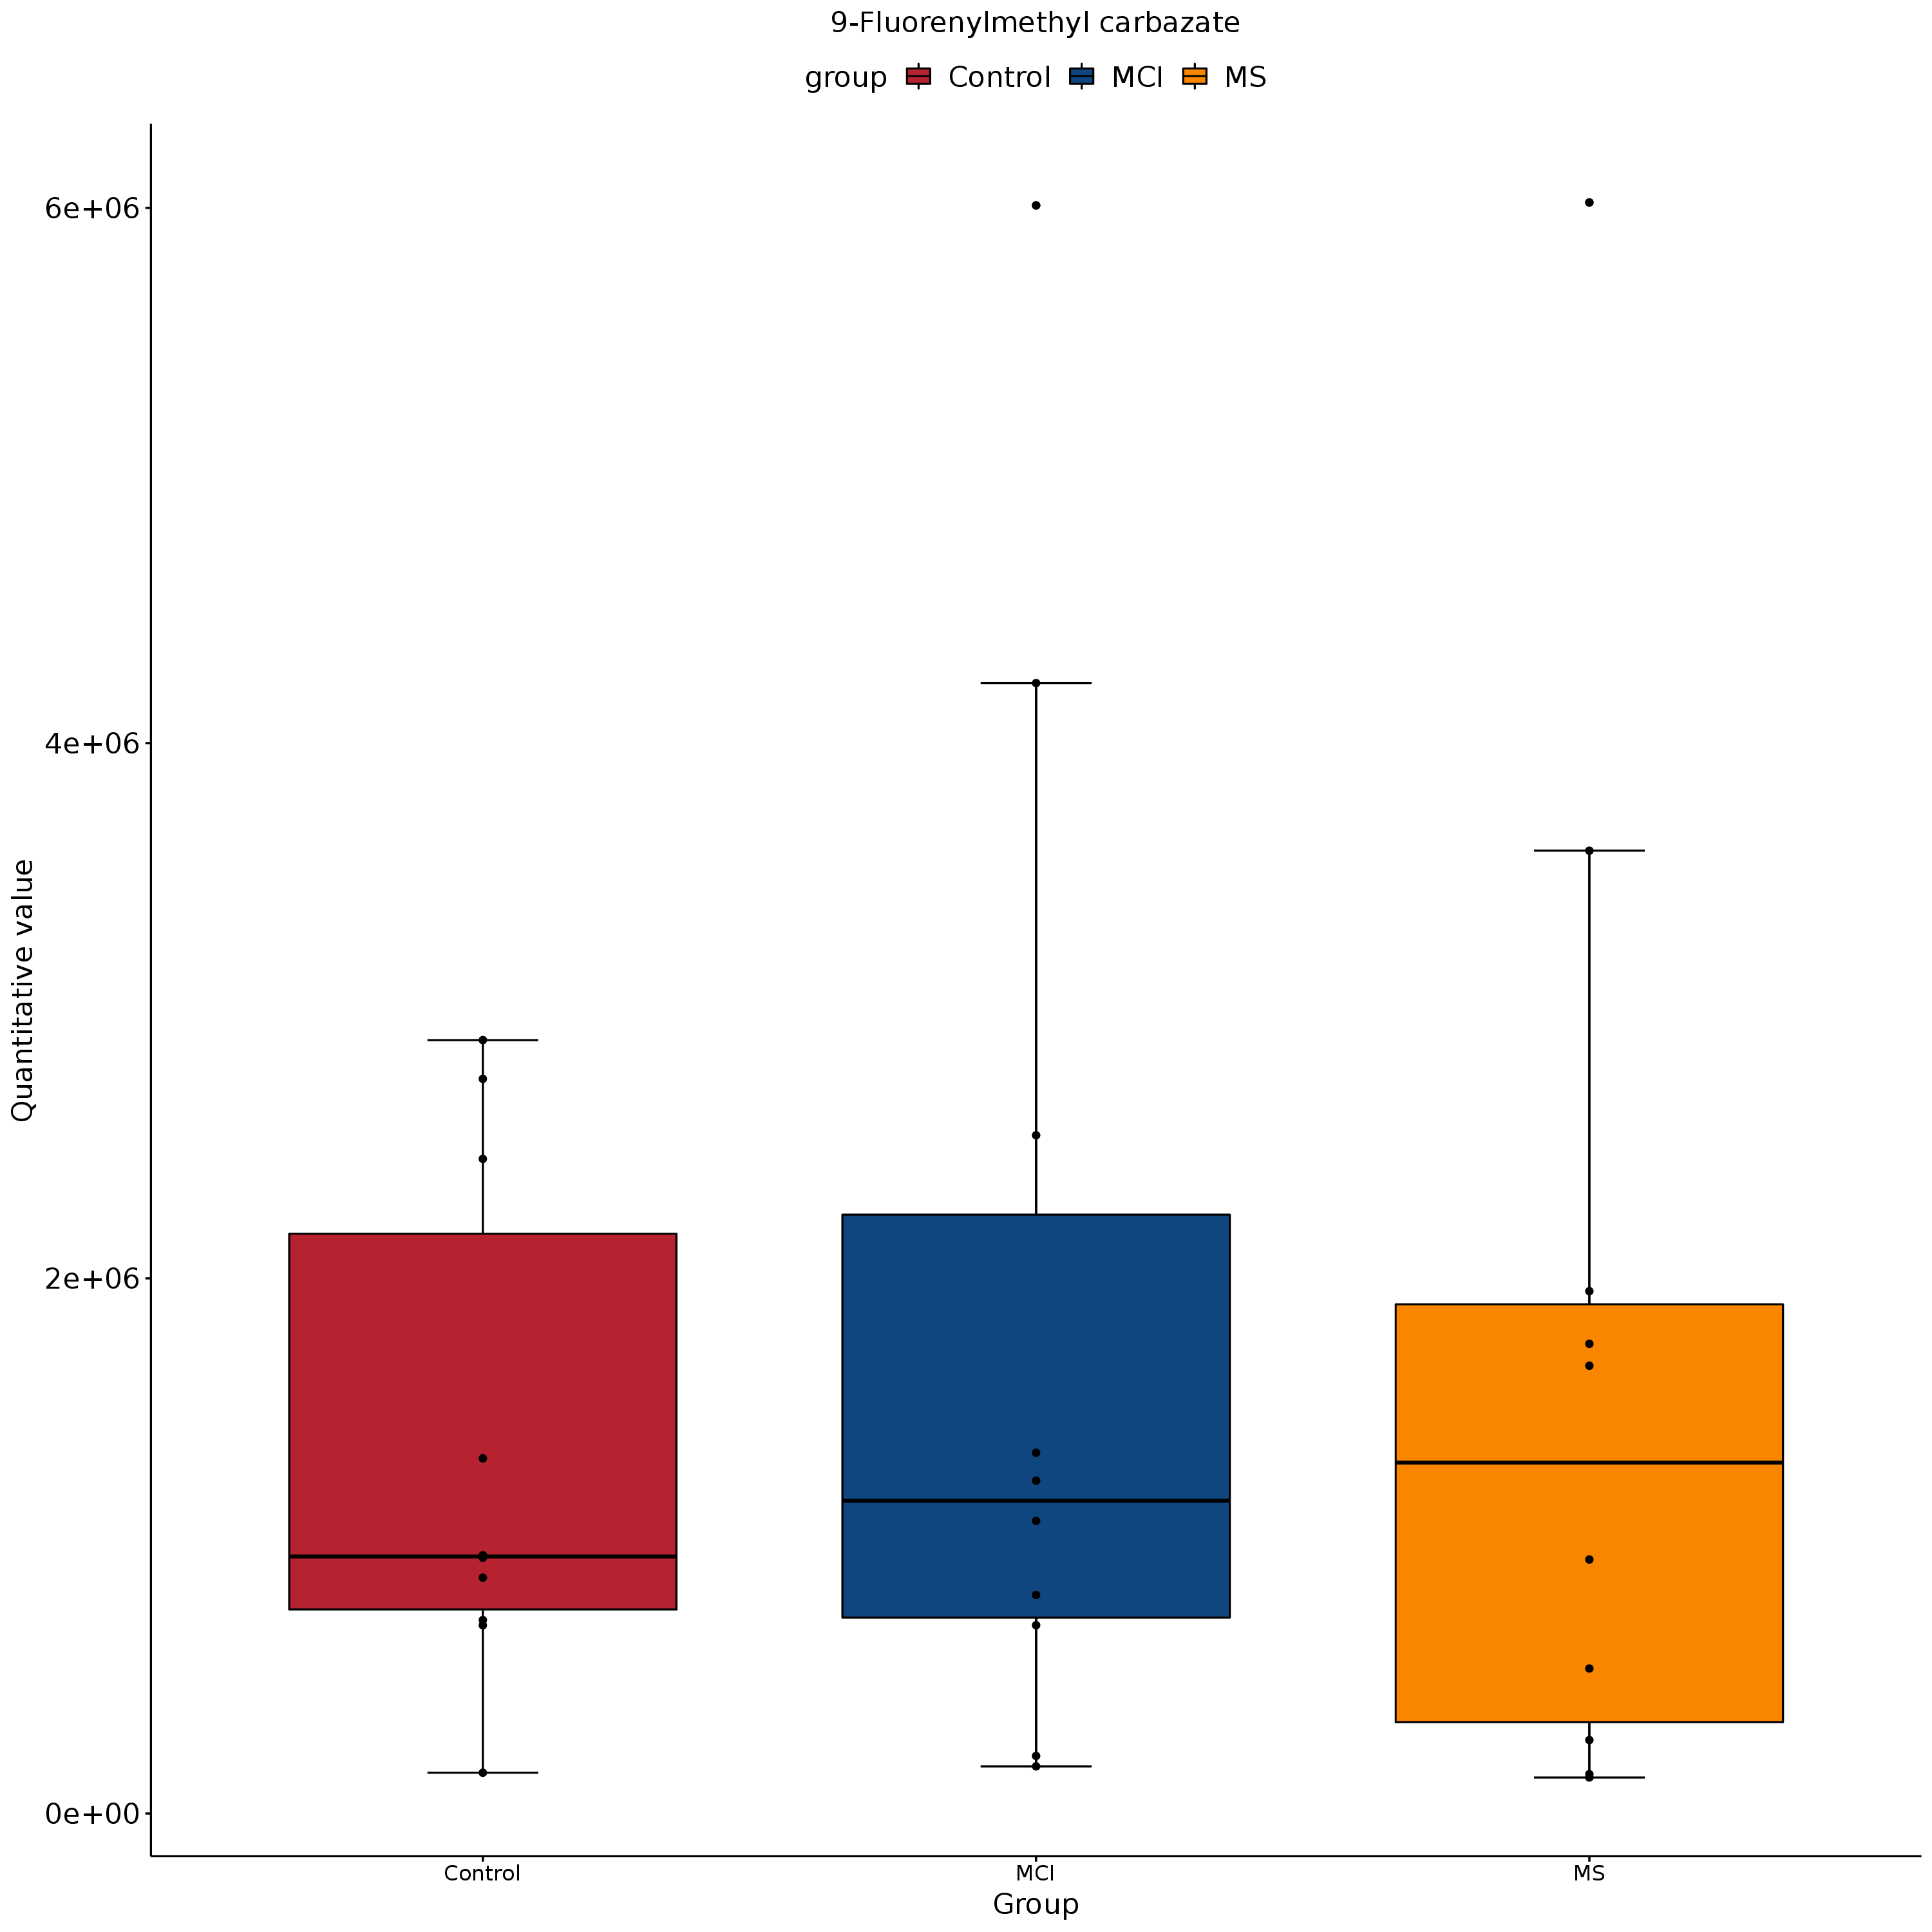 9-Fluorenylmethyl carbazate
group Control MCI MS
6e+06
4e+06
2e+06
0e+00
Quantitative value
Control MCI MS
Group